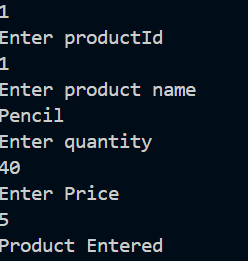 1
Enter productId
1
Enter product name
Pencil
Enter quantity
40
Enter Price
5
Product Entered